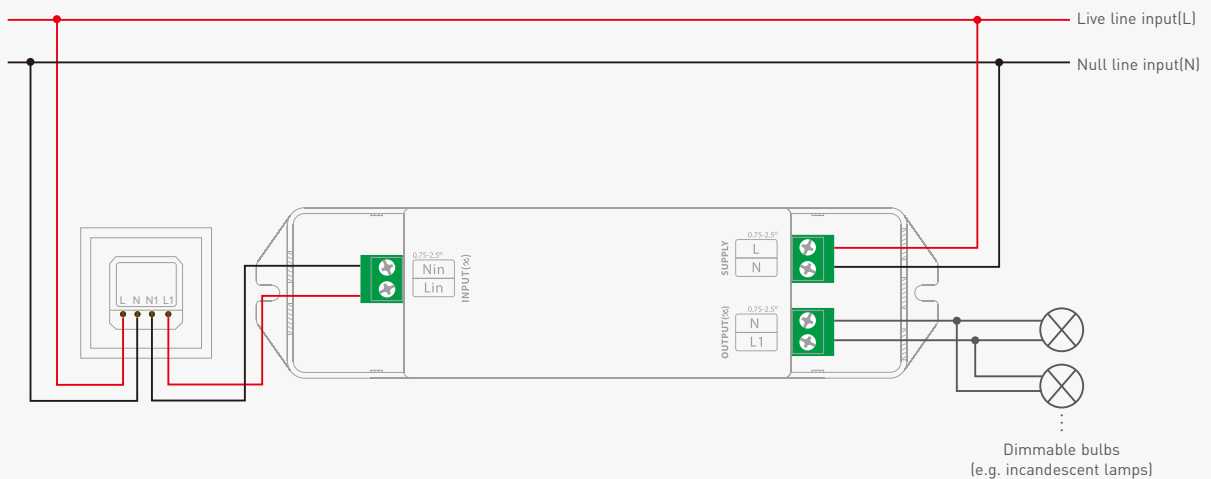 Live line input(L)
Null line input(N)
L N N1 L1
0.75-2.5□
Nin
Lin
INPUT(
SUPPLY
0.75-2.5□
L
N
OUTPUT(
0.75-2.5□
N
L1
Dimmable bulbs
(e.g. incandescent lamps)